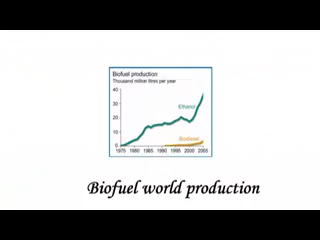 Biofuel production
Thousand million litres per year
40
30
20
10
0
Ethanol
Biodiesel
1975 1980 1985 1990 1995 2000 2005
Biofuel world production